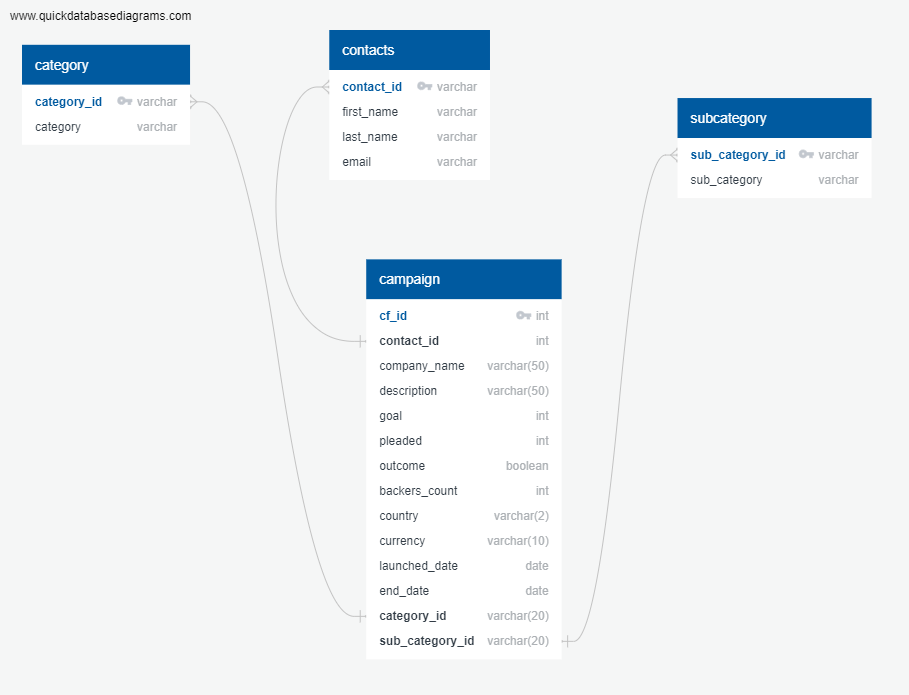 www.quickdatabasediagrams.com
category
category_id varchar
category varchar
contacts
contact_id varchar
first_name varchar
last_name varchar
email varchar
subcategory
sub_category_id varchar
sub_category varchar
campaign
cf_id int
contact_id int
company_name varchar(50)
description varchar(50)
goal int
pleaded int
outcome boolean
backers_count int
country varchar(2)
currency varchar(10)
launched_date date
end_date date
category_id varchar(20)
sub_category_id varchar(20)